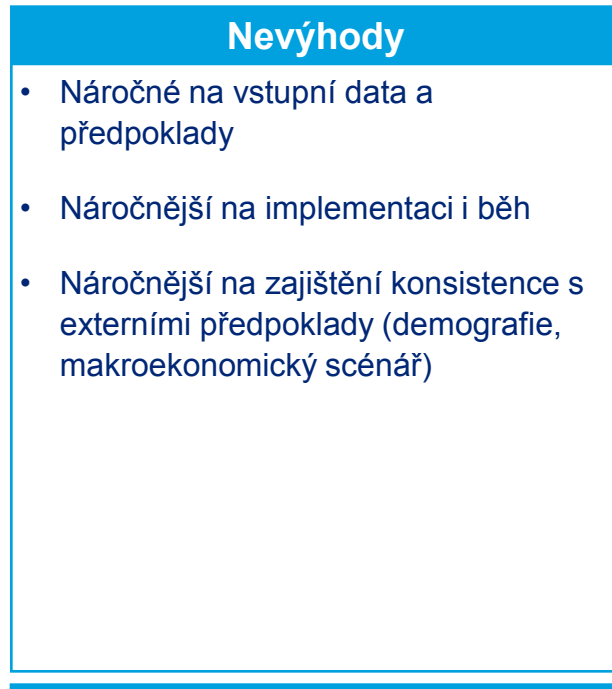 Nevýhody
• Náročné na vstupní data a
předpoklady
• Náročnější na implementaci i běh
• Náročnější na zajištění konsistence s
externími předpoklady (demografie,
makroekonomický scénář)